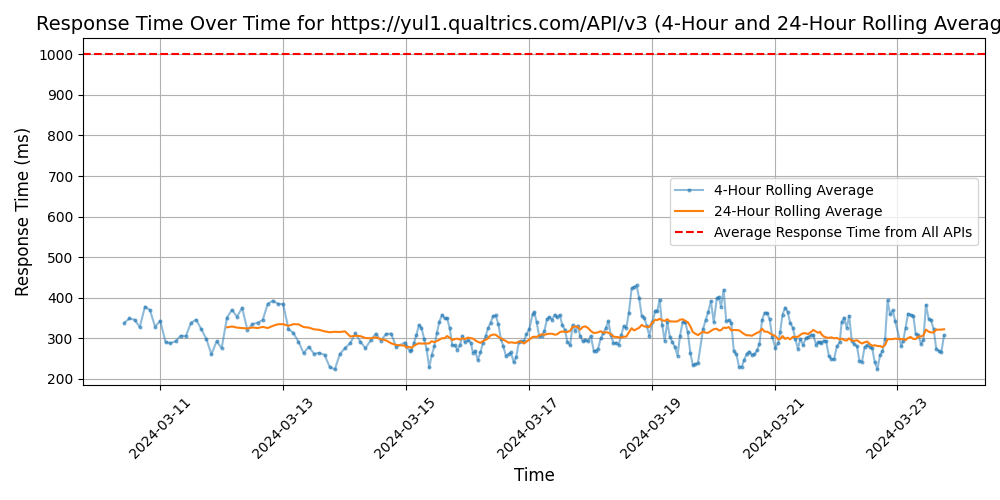 Response Time Over Time for https://yul1.qualtrics.com/API/v3 (4-Hour and 24-Hour Rolling Averag
Response Time (ms)
1000
900
800
700
600
500
400
300
200
4-Hour Rolling Average
24-Hour Rolling Average
Average Response Time from All APIs
2024-03-11
2024-03-13
2024-03-15
2024-03-17
2024-03-19
2024-03-21
2024-03-23
Time